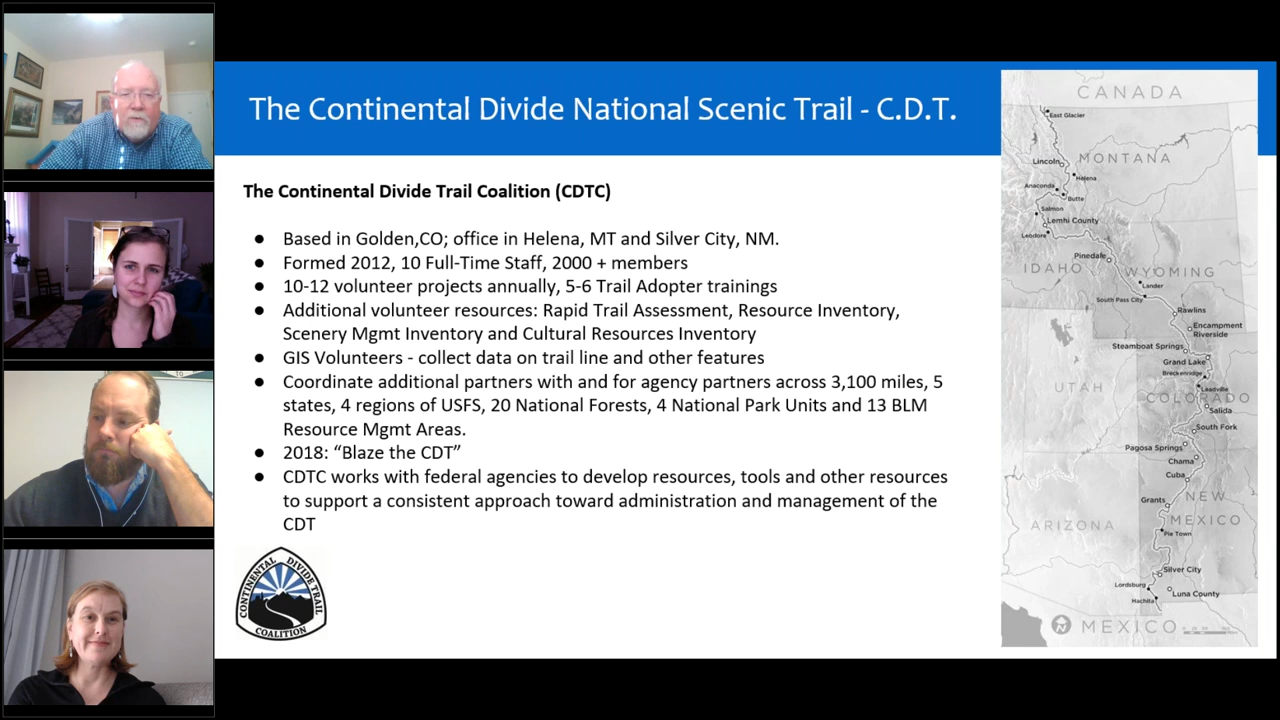 The Continental Divide National Scenic Trail - C.D.T.
The Continental Divide Trail Coalition (CDTC)
● Based in Golden,CO; office in Helena, MT and Silver City, NM.
● Formed 2012, 10 Full-Time Staff, 2000 + members
● 10-12 volunteer projects annually, 5-6 Trail Adopter trainings
● Additional volunteer resources: Rapid Trail Assessment, Resource Inventory,
Scenery Mgmt Inventory and Cultural Resources Inventory
● GIS Volunteers - collect data on trail line and other features
● Coordinate additional partners with and for agency partners across 3,100 miles, 5
states, 4 regions of USFS, 20 National Forests, 4 National Park Units and 13 BLM
Resource Mgmt Areas.
● 2018: “Blaze the CDT”
● CDTC works with federal agencies to develop resources, tools and other resources
to support a consistent approach toward administration and management of the
CDT
CONTINENTAL DIVIDE TRAIL
COALITION
CANADA
East Glacier
Lincoln
MONTANA
Helena
Anaconda
Butte
Salmon
Lemhi County
Leodore
Pinedale
IDAHO
WYOMING
Lander
South Pass City
Rawlins
Encampment
Riverside
Steamboat Springs
Grand Lake
Breckenridge
UTAH
Leadville
COLORADO
Salida
South Fork
Pagosa Springs
Chama
Cuba
Grants
NEW
MEXICO
ARIZONA
Pie Town
Silver City
Lordsburg
Luna County
Hachita
N
MEXICO